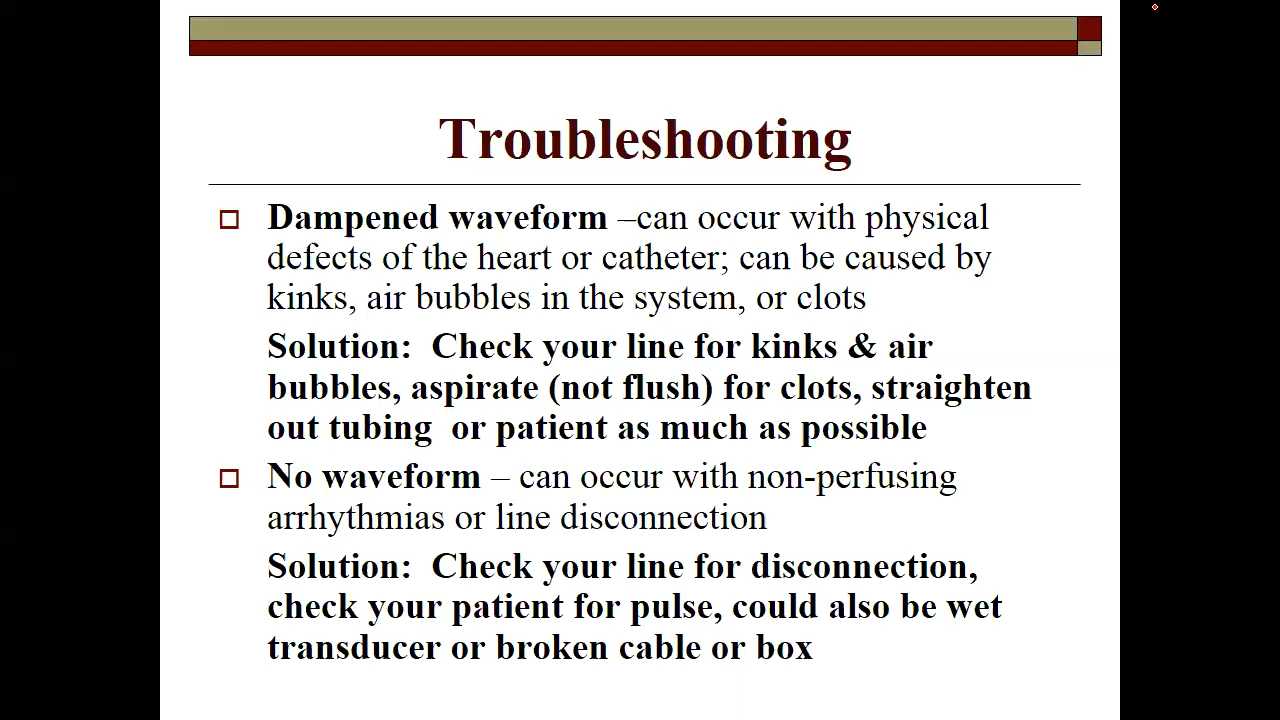 Troubleshooting
Dampened waveform –can occur with physical
defects of the heart or catheter; can be caused by
kinks, air bubbles in the system, or clots
Solution:  Check your line for kinks & air
bubbles, aspirate (not flush) for clots, straighten
out tubing  or patient as much as possible
No waveform – can occur with non-perfusing
arrhythmias or line disconnection
Solution:  Check your line for disconnection,
check your patient for pulse, could also be wet
transducer or broken cable or box